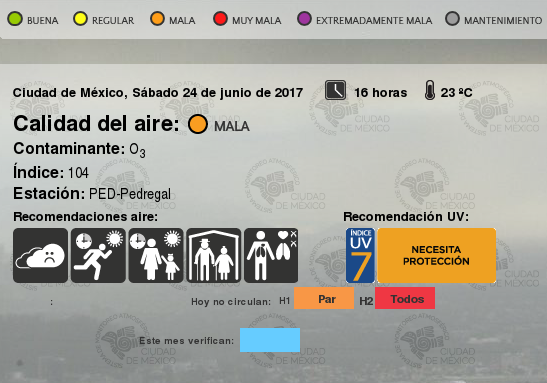 BUENA REGULAR MALA MUY MALA EXTREMADAMENTE MALA MANTENIMIENTO
Ciudad de México, Sábado 24 de junio de 2017 16 horas 23 ºC
Calidad del aire: MALA
Contaminante: O3
Índice: 104
Estación: PED-Pedregal
Recomendaciones aire: Recomendación UV:
ÍNDICE UV 7 NECESITA PROTECCIÓN
: Hoy no circulan: H1 Par H2 Todos
Este mes verifican:
CIUDAD DE MÉXICO